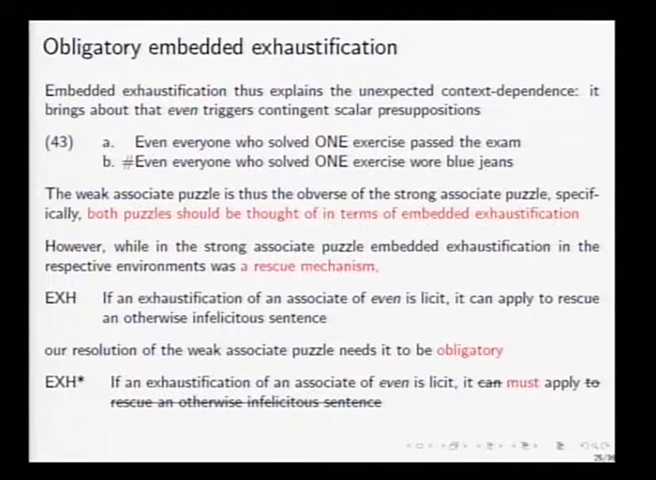 Obligatory embedded exhaustification
Embedded exhaustification thus explains the unexpected context-dependence: it
brings about that even triggers contingent scalar presuppositions
(43) a. Even everyone who solved ONE exercise passed the exam
b. #Even everyone who solved ONE exercise wore blue jeans
The weak associate puzzle is thus the obverse of the strong associate puzzle, specif-
ically, both puzzles should be thought of in terms of embedded exhaustification
However, while in the strong associate puzzle embedded exhaustification in the
respective environments was a rescue mechanism,
EXH If an exhaustification of an associate of even is licit, it can apply to rescue
an otherwise infelicitous sentence
our resolution of the weak associate puzzle needs it to be obligatory
EXH* If an exhaustification of an associate of even is licit, it can must apply to
rescue an otherwise infelicitous sentence